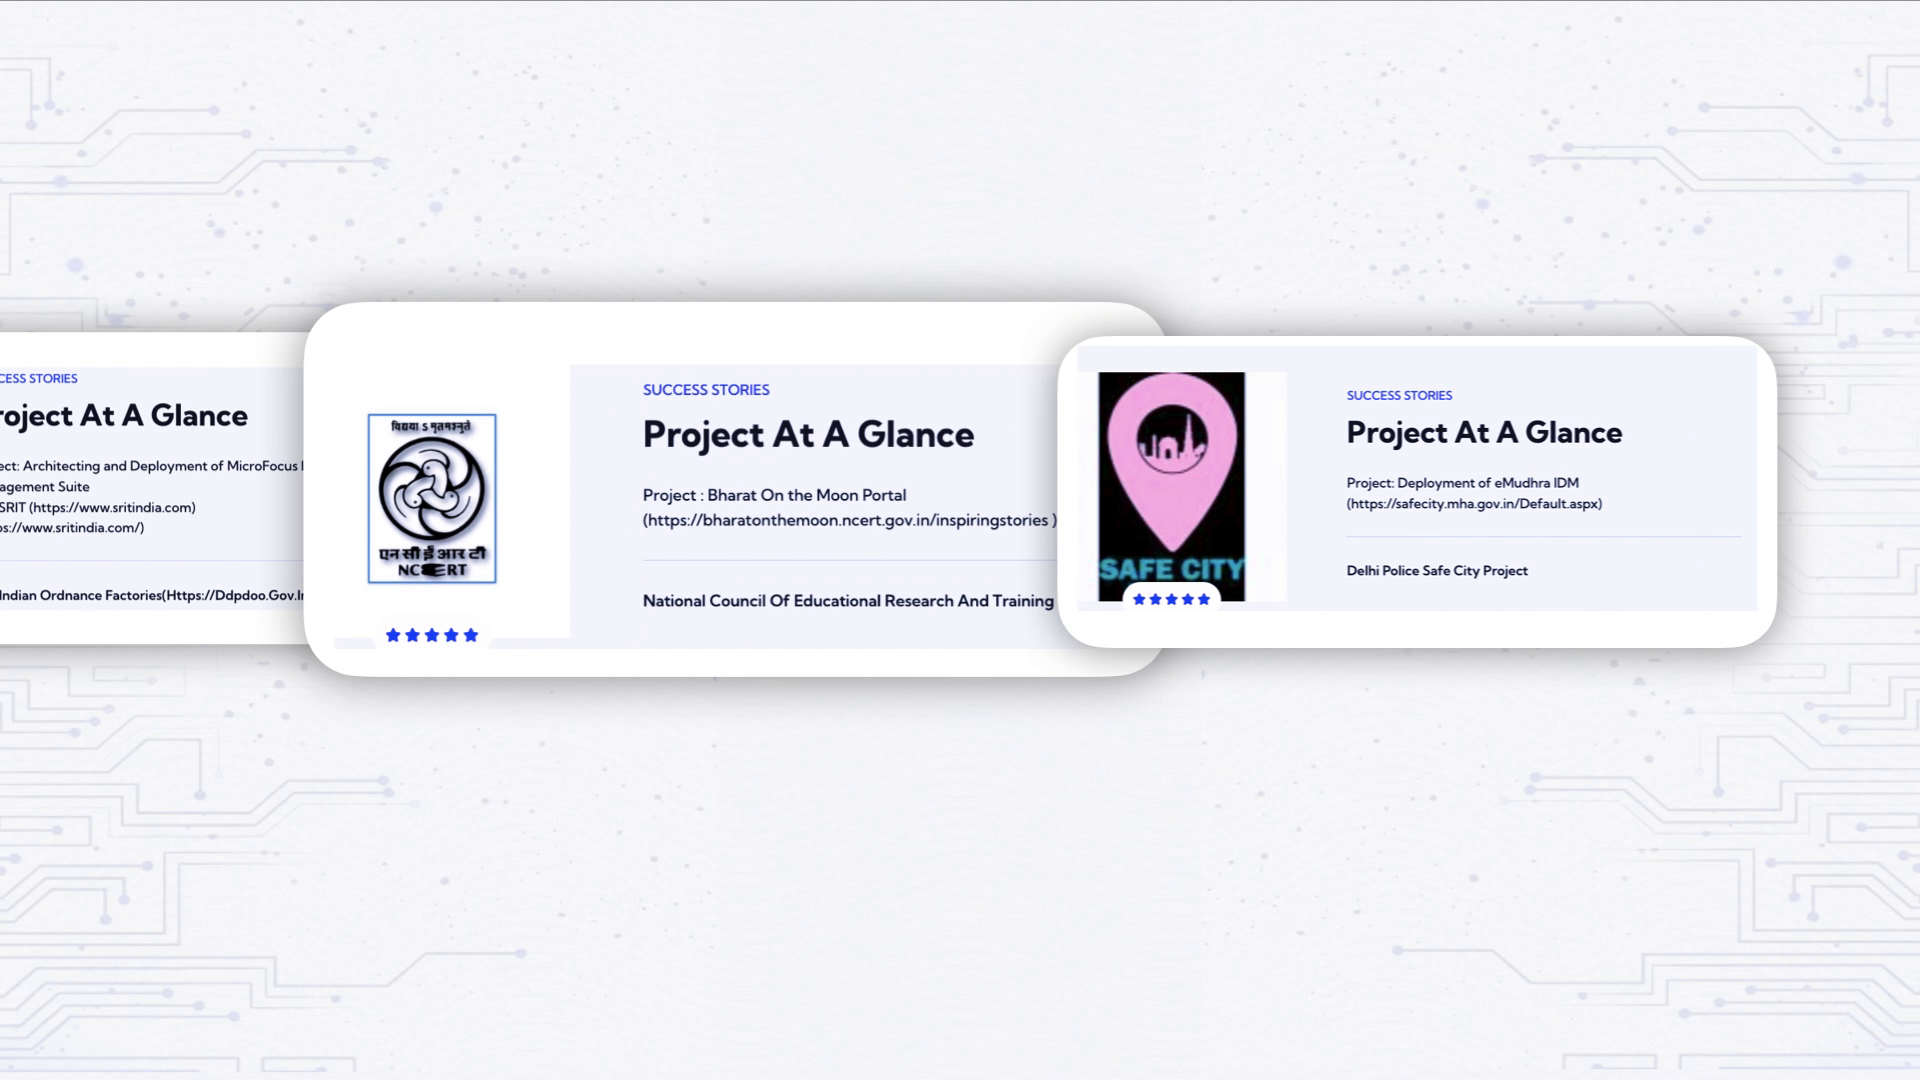 CESS STORIES
roject At A Glance
ect: Architecting and Deployment of MicroFocus
agement Suite
SRIT (https://www.sritindia.com)
os://www.sritindia.com/)
Indian Ordnance Factories(Https://Ddpdoo.Gov.In
विद्यया ऽ मृतमश्नुते
एन सी ई आर टी
NCERT
SUCCESS STORIES
Project At A Glance
Project : Bharat On the Moon Portal
(https://bharatonthemoon.ncert.gov.in/inspiringstories )
National Council Of Educational Research And Training
SAFE CITY
SUCCESS STORIES
Project At A Glance
Project: Deployment of eMudhra IDM
(https://safecity.mha.gov.in/Default.aspx)
Delhi Police Safe City Project